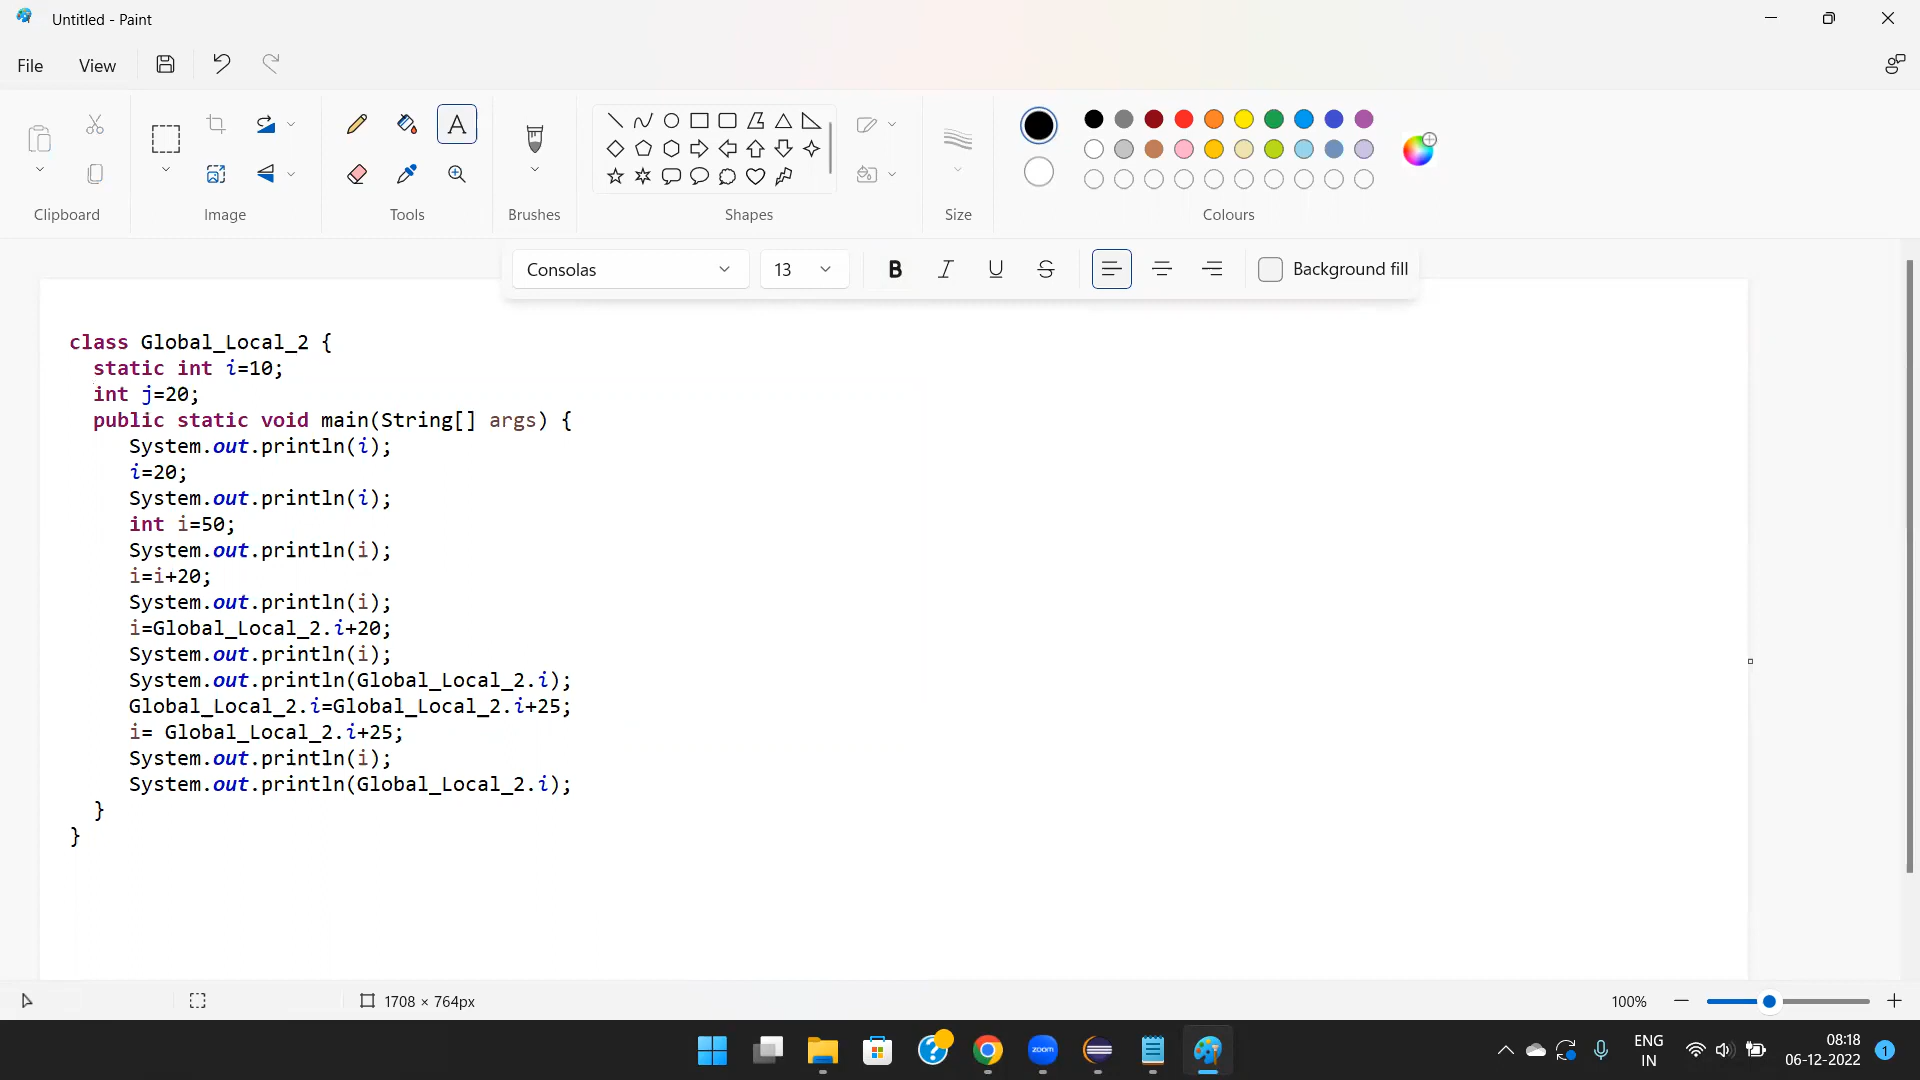 Untitled - Paint
File View
Clipboard
Image
Tools
Brushes
Shapes
Size
Colours
Consolas 13 B I U S Background fill
class Global_Local_2 {
static int i=10;
int j=20;
public static void main(String[] args) {
System.out.println(i);
i=20;
System.out.println(i);
int i=50;
System.out.println(i);
i=i+20;
System.out.println(i);
i=Global_Local_2.i+20;
System.out.println(i);
System.out.println(Global_Local_2.i);
Global_Local_2.i=Global_Local_2.i+25;
i= Global_Local_2.i+25;
System.out.println(i);
System.out.println(Global_Local_2.i);
}
}
1708 × 764px
100%
zoom
ENG
IN
08:18
06-12-2022
1